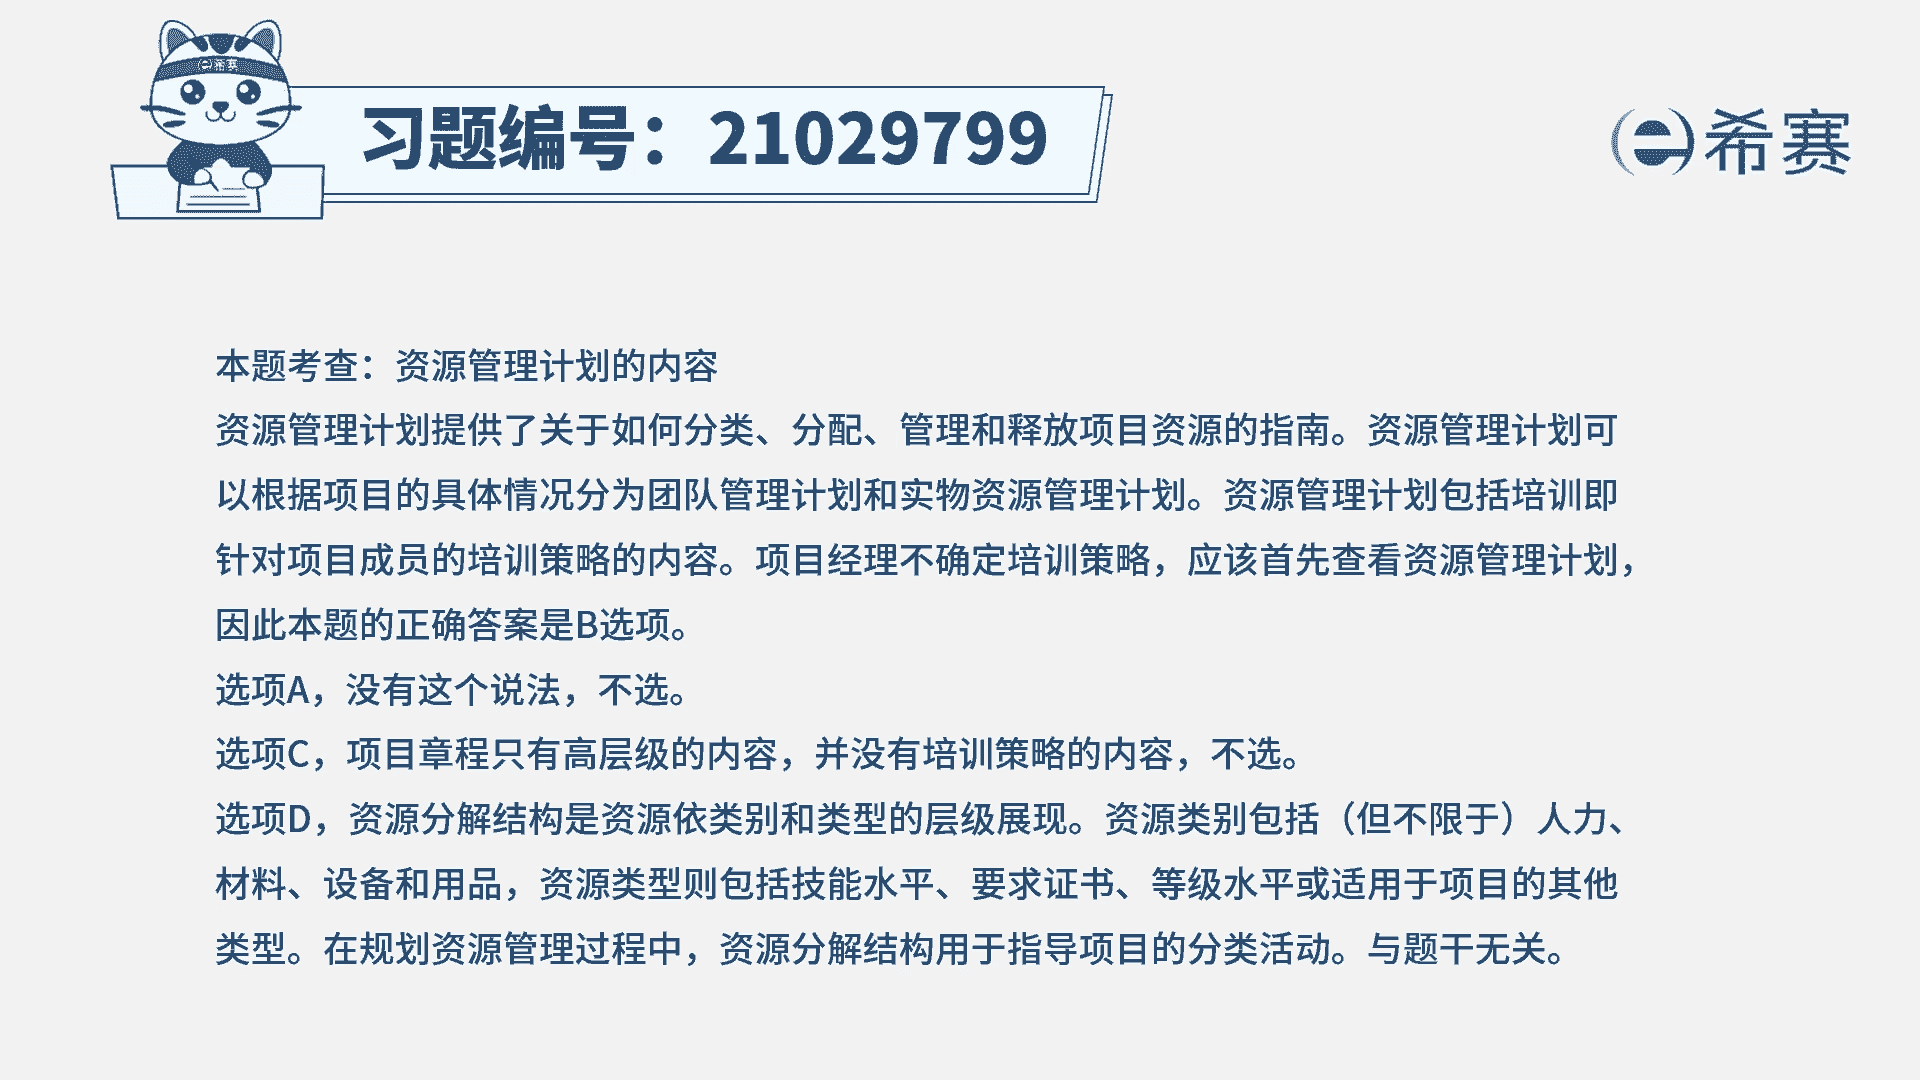 希赛
习题编号：21029799
希赛
本题考查：资源管理计划的内容
资源管理计划提供了关于如何分类、分配、管理和释放项目资源的指南。资源管理计划可
以根据项目的具体情况分为团队管理计划和实物资源管理计划。资源管理计划包括培训即
针对项目成员的培训策略的内容。项目经理不确定培训策略，应该首先查看资源管理计划，
因此本题的正确答案是B选项。
选项A，没有这个说法，不选。
选项C，项目章程只有高层级的内容，并没有培训策略的内容，不选。
选项D，资源分解结构是资源依类别和类型的层级展现。资源类别包括（但不限于）人力、
材料、设备和用品，资源类型则包括技能水平、要求证书、等级水平或适用于项目的其他
类型。在规划资源管理过程中，资源分解结构用于指导项目的分类活动。与题干无关。